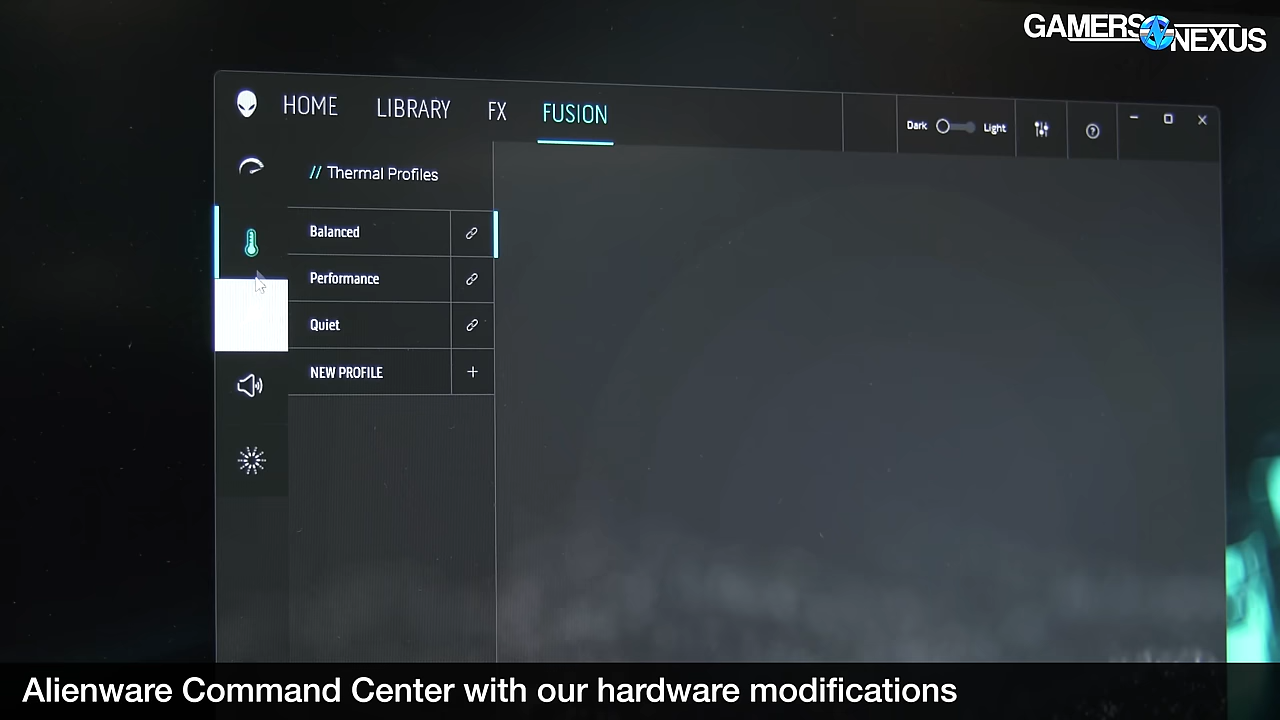 GAMERS NEXUS
HOME LIBRARY FX FUSION
Dark Light
// Thermal Profiles
Balanced
Performance
Quiet
NEW PROFILE +
Alienware Command Center with our hardware modifications